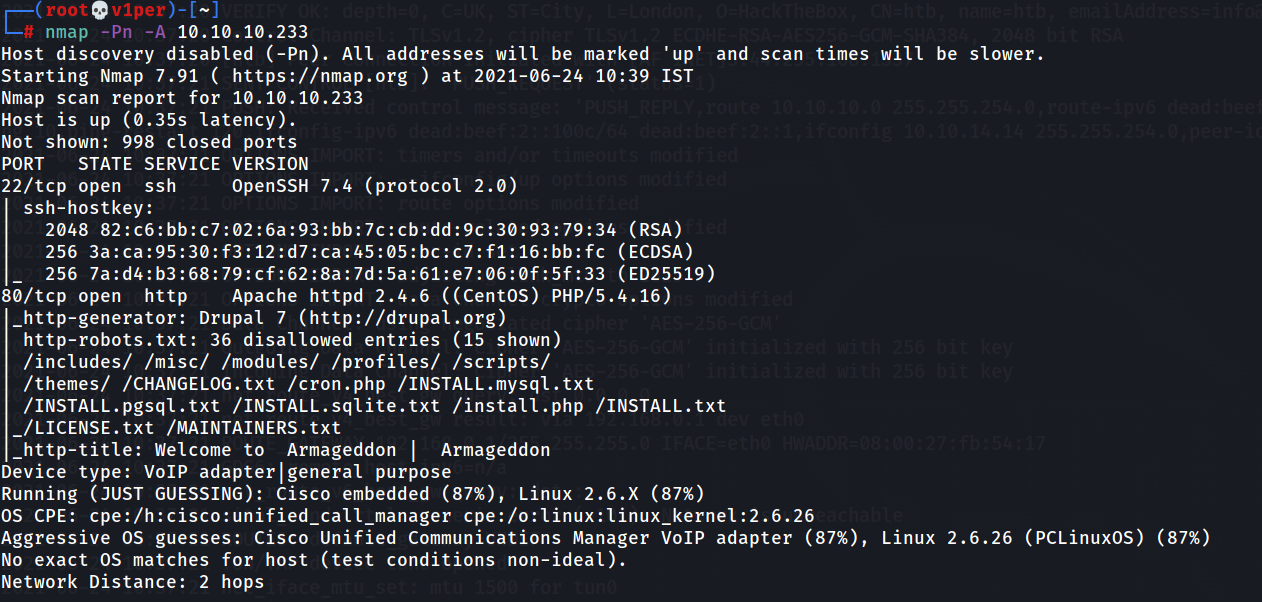 (root💀v1per)-[~]
# nmap -Pn -A 10.10.10.233
Host discovery disabled (-Pn). All addresses will be marked 'up' and scan times will be slower.
Starting Nmap 7.91 ( https://nmap.org ) at 2021-06-24 10:39 IST
Nmap scan report for 10.10.10.233
Host is up (0.35s latency).
Not shown: 998 closed ports
PORT   STATE SERVICE VERSION
22/tcp open  ssh     OpenSSH 7.4 (protocol 2.0)
| ssh-hostkey:
|   2048 82:c6:bb:c7:02:6a:93:bb:7c:cb:dd:9c:30:93:79:34 (RSA)
|   256 3a:ca:95:30:f3:12:d7:ca:45:05:bc:c7:f1:16:bb:fc (ECDSA)
|_  256 7a:d4:b3:68:79:cf:62:8a:7d:5a:61:e7:06:0f:5f:33 (ED25519)
80/tcp open  http    Apache httpd 2.4.6 ((CentOS) PHP/5.4.16)
|_http-generator: Drupal 7 (http://drupal.org)
| http-robots.txt: 36 disallowed entries (15 shown)
| /includes/ /misc/ /modules/ /profiles/ /scripts/
| /themes/ /CHANGELOG.txt /cron.php /INSTALL.mysql.txt
| /INSTALL.pgsql.txt /INSTALL.sqlite.txt /install.php /INSTALL.txt
|_/LICENSE.txt /MAINTAINERS.txt
|_http-title: Welcome to  Armageddon |  Armageddon
Device type: VoIP adapter|general purpose
Running (JUST GUESSING): Cisco embedded (87%), Linux 2.6.X (87%)
OS CPE: cpe:/h:cisco:unified_call_manager cpe:/o:linux:linux_kernel:2.6.26
Aggressive OS guesses: Cisco Unified Communications Manager VoIP adapter (87%), Linux 2.6.26 (PCLinuxOS) (87%)
No exact OS matches for host (test conditions non-ideal).
Network Distance: 2 hops